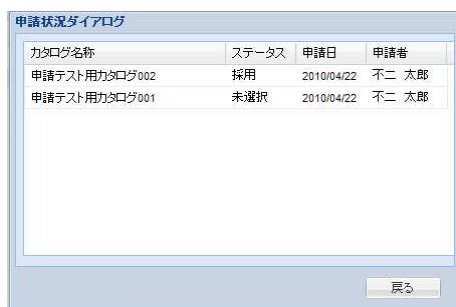 申請状況ダイアログ
カタログ名称 ステータス 申請日 申請者
申請テスト用カタログ002 採用 2010/04/22 不二 太郎
申請テスト用カタログ001 未選択 2010/04/22 不二 太郎
戻る